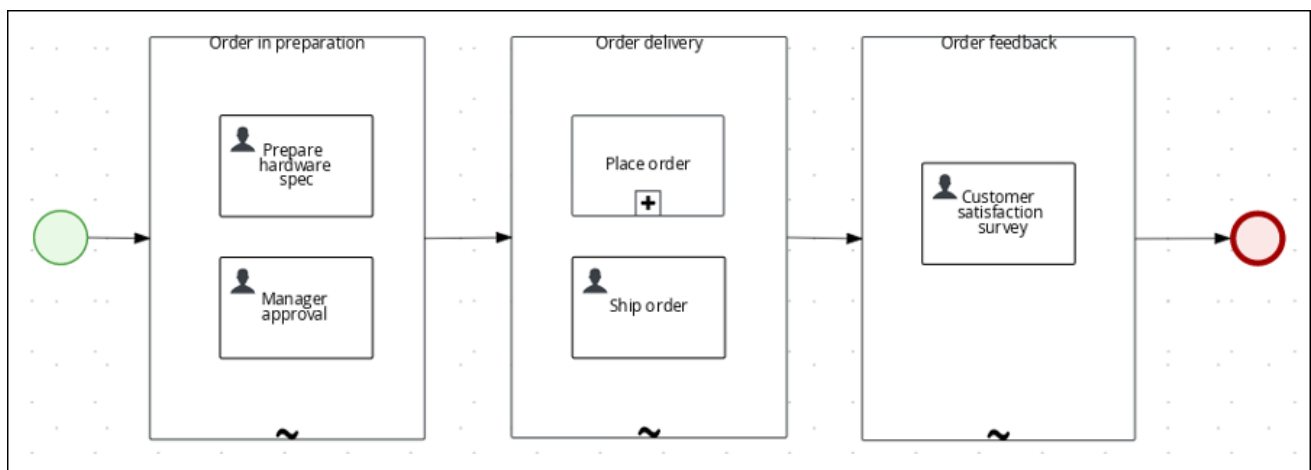 Order in preparation
Prepare
hardware
spec
Manager
approval
Order delivery
Place order
Ship order
Order feedback
Customer
satisfaction
survey